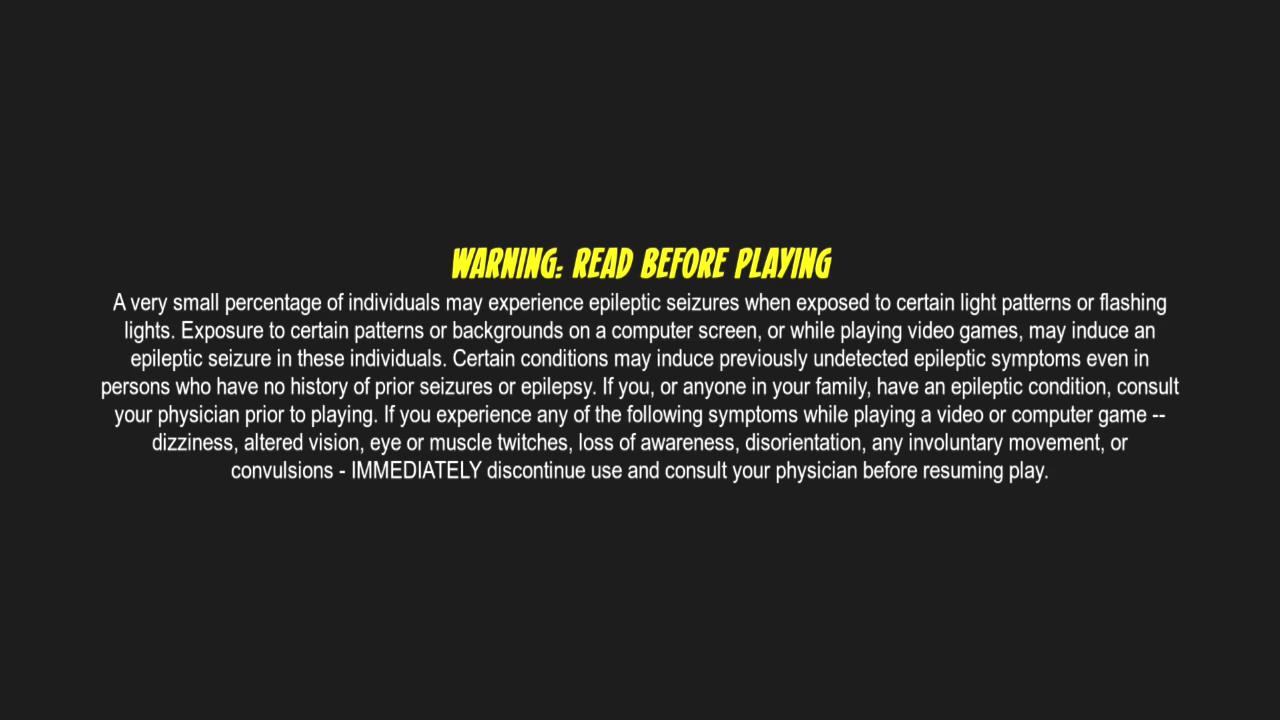 WARNING: READ BEFORE PLAYING
A very small percentage of individuals may experience epileptic seizures when exposed to certain light patterns or flashing
lights. Exposure to certain patterns or backgrounds on a computer screen, or while playing video games, may induce an
epileptic seizure in these individuals. Certain conditions may induce previously undetected epileptic symptoms even in
persons who have no history of prior seizures or epilepsy. If you, or anyone in your family, have an epileptic condition, consult
your physician prior to playing. If you experience any of the following symptoms while playing a video or computer game --
dizziness, altered vision, eye or muscle twitches, loss of awareness, disorientation, any involuntary movement, or
convulsions - IMMEDIATELY discontinue use and consult your physician before resuming play.